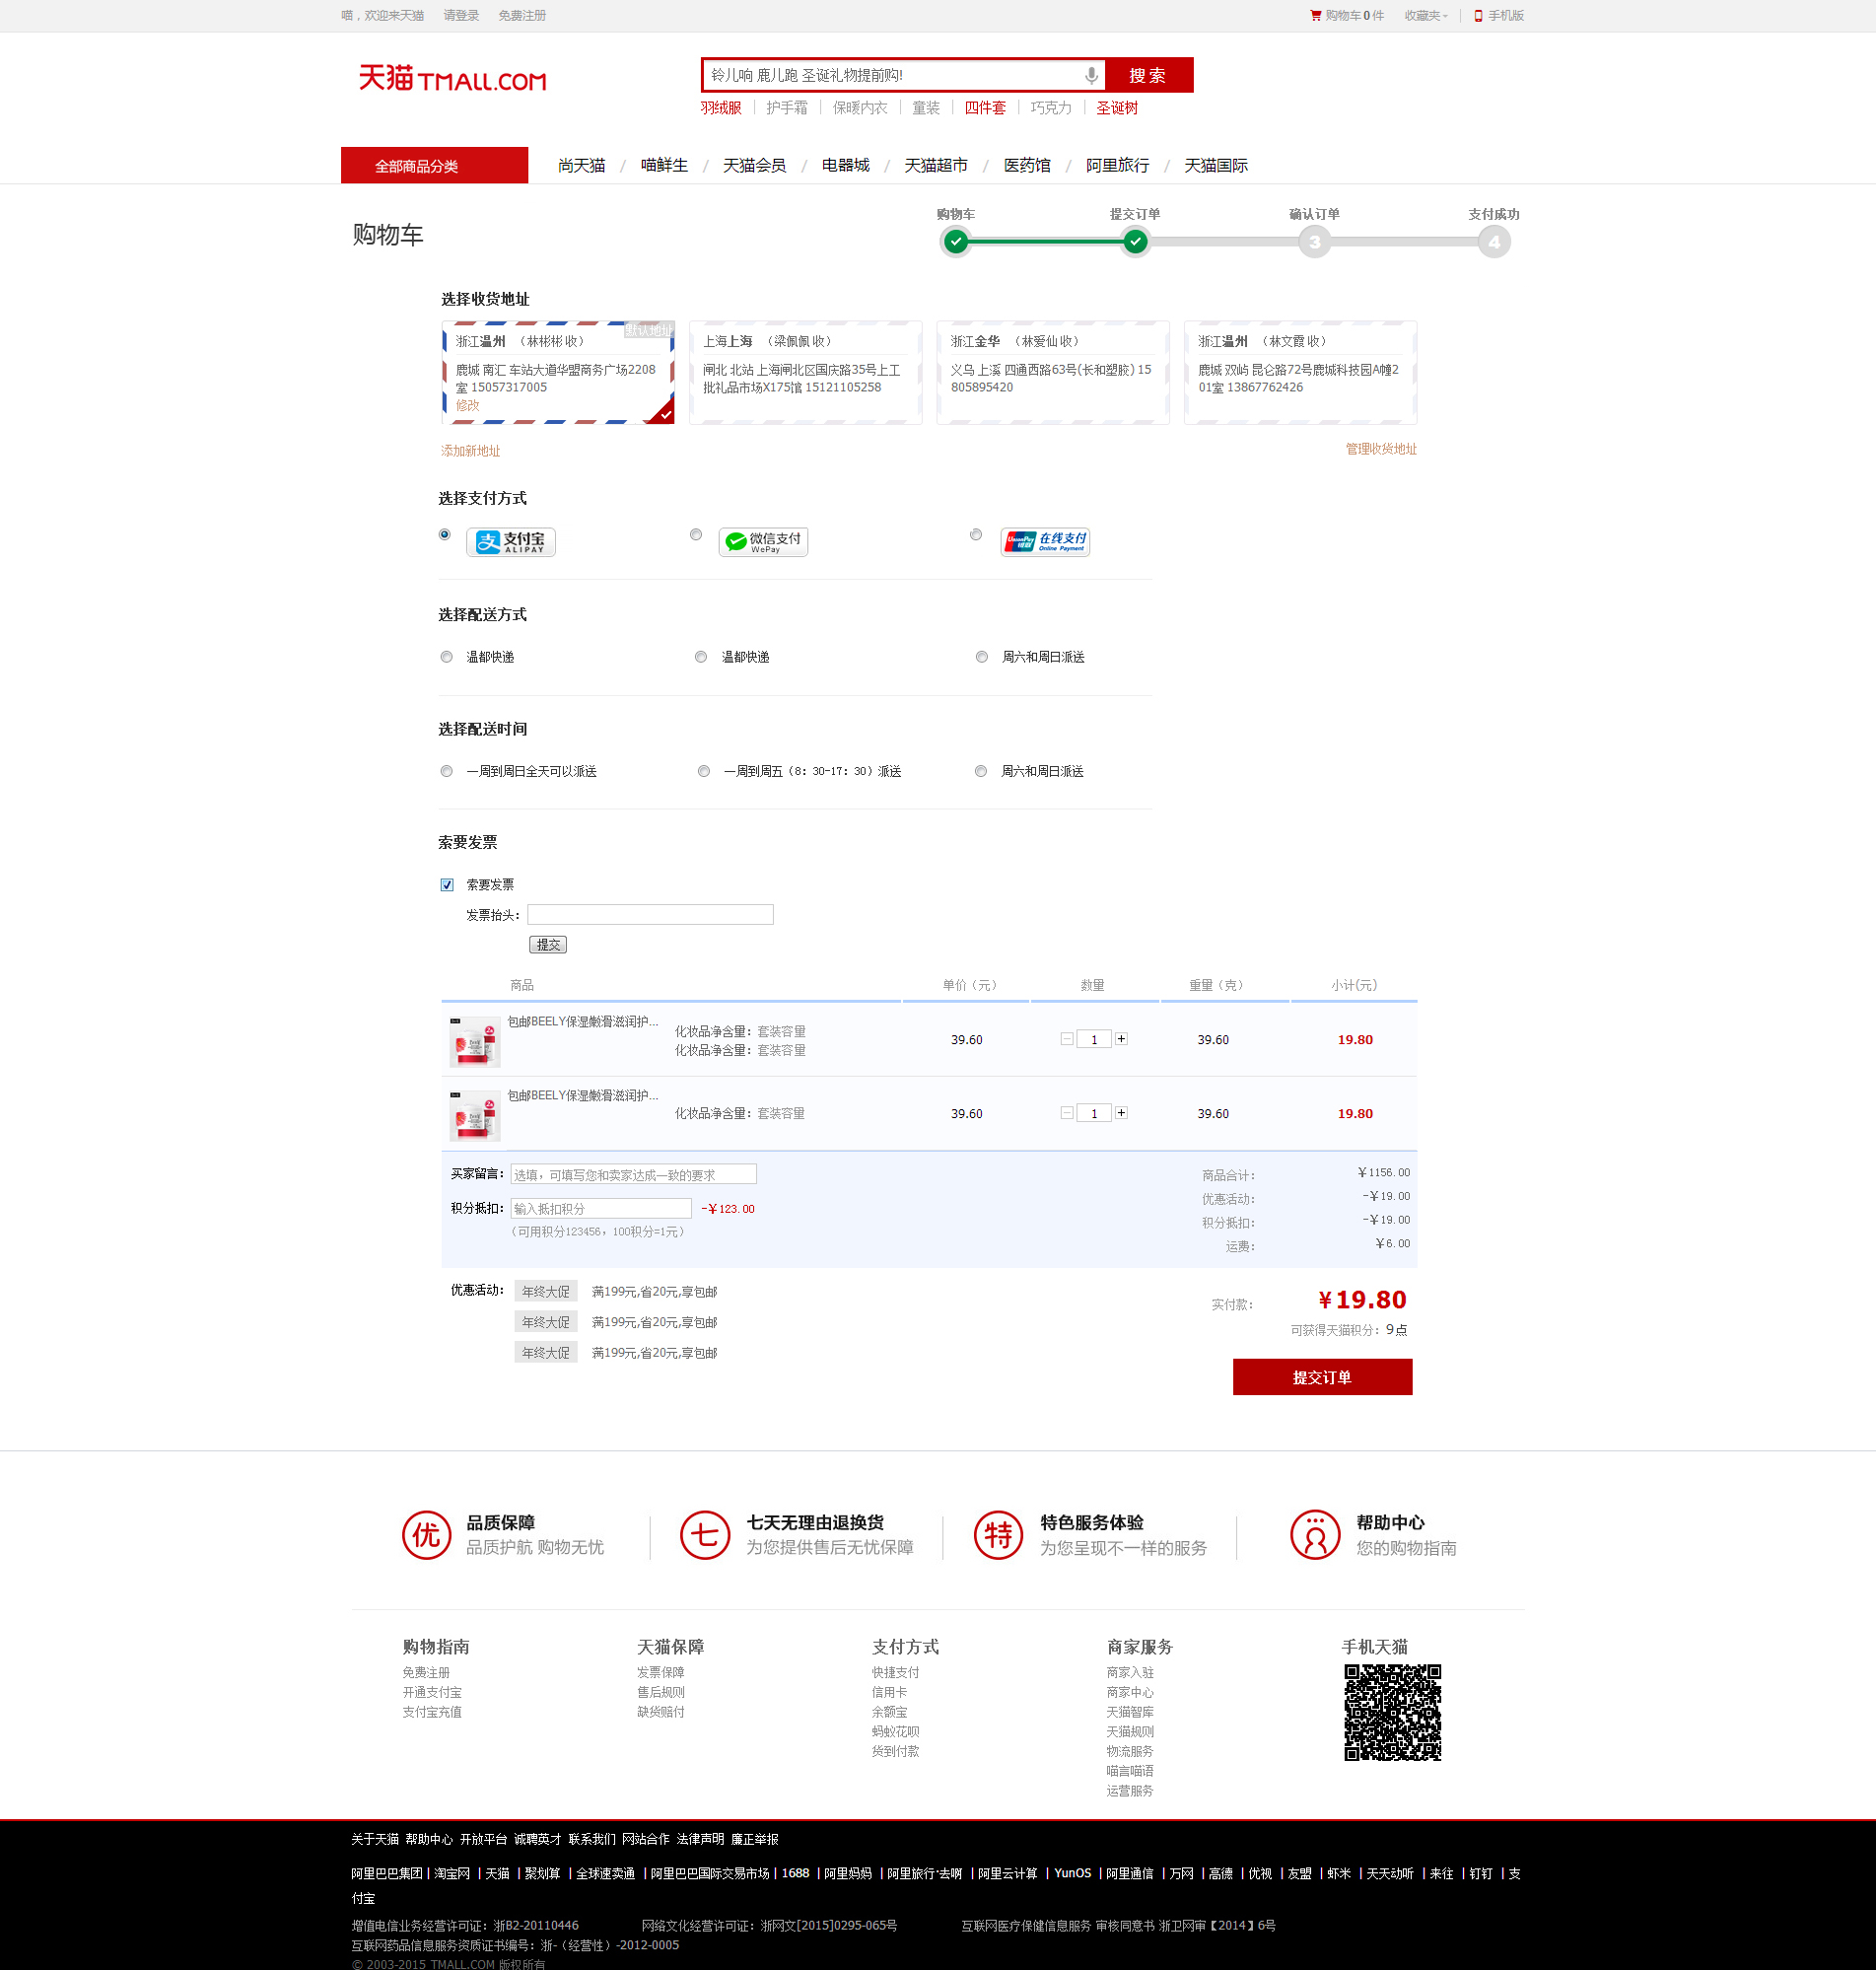 喵，欢迎来天猫 请登录 免费注册 购物车0件 收藏夹 手机版
天猫 TMALL.COM
铃儿响 鹿儿跑 圣诞礼物提前购! 搜索
羽绒服 护手霜 保暖内衣 童装 四件套 巧克力 圣诞树
全部商品分类 尚天猫 / 喵鲜生 / 天猫会员 / 电器城 / 天猫超市 / 医药馆 / 阿里旅行 / 天猫国际
购物车
购物车 提交订单 确认订单 支付成功
3 4
选择收货地址
默认地址
浙江温州 （林彬彬 收）
鹿城 南汇 车站大道华盟商务广场2208
室 15057317005
修改
上海上海 （梁佩佩 收）
闸北 北站 上海闸北区国庆路35号上工
批礼品市场X175馆 15121105258
浙江金华 （林爱仙 收）
义乌 上溪 四通西路63号(长和塑胶) 15
805895420
浙江温州 （林文霞 收）
鹿城 双屿 昆仑路72号鹿城科技园A幢2
01室 13867762426
添加新地址 管理收货地址
选择支付方式
支付宝 ALIPAY 微信支付 WePay UnionPay 银联 在线支付 Online Payment
选择配送方式
温都快递 温都快递 周六和周日派送
选择配送时间
一周到周日全天可以派送 一周到周五（8：30-17：30）派送 周六和周日派送
索要发票
索要发票
发票抬头：
提交
商品 单价（元） 数量 重量（克） 小计(元)
包邮BEELY保湿嫩滑滋润护...
化妆品净含量：套装容量
化妆品净含量：套装容量
39.60 1 39.60 19.80
包邮BEELY保湿嫩滑滋润护...
化妆品净含量：套装容量
39.60 1 39.60 19.80
买家留言： 选填，可填写您和卖家达成一致的要求
积分抵扣： 输入抵扣积分 -￥123.00
（可用积分123456，100积分=1元）
商品合计： ￥1156.00
优惠活动： -￥19.00
积分抵扣： -￥19.00
运费： ￥6.00
优惠活动： 年终大促 满199元,省20元,享包邮
年终大促 满199元,省20元,享包邮
年终大促 满199元,省20元,享包邮
实付款： ￥19.80
可获得天猫积分：9点
提交订单
优 品质保障
品质护航 购物无忧
七 七天无理由退换货
为您提供售后无忧保障
特 特色服务体验
为您呈现不一样的服务
帮助中心
您的购物指南
购物指南
免费注册
开通支付宝
支付宝充值
天猫保障
发票保障
售后规则
缺货赔付
支付方式
快捷支付
信用卡
余额宝
蚂蚁花呗
货到付款
商家服务
商家入驻
商家中心
天猫智库
天猫规则
物流服务
喵言喵语
运营服务
手机天猫
关于天猫 帮助中心 开放平台 诚聘英才 联系我们 网站合作 法律声明 廉正举报
阿里巴巴集团 | 淘宝网 | 天猫 | 聚划算 | 全球速卖通 | 阿里巴巴国际交易市场 | 1688 | 阿里妈妈 | 阿里旅行·去啊 | 阿里云计算 | YunOS | 阿里通信 | 万网 | 高德 | 优视 | 友盟 | 虾米 | 天天动听 | 来往 | 钉钉 | 支
付宝
增值电信业务经营许可证：浙B2-20110446 网络文化经营许可证：浙网文[2015]0295-065号 互联网医疗保健信息服务 审核同意书 浙卫网审【2014】6号
互联网药品信息服务资质证书编号：浙-（经营性）-2012-0005
© 2003-2015 TMALL.COM 版权所有